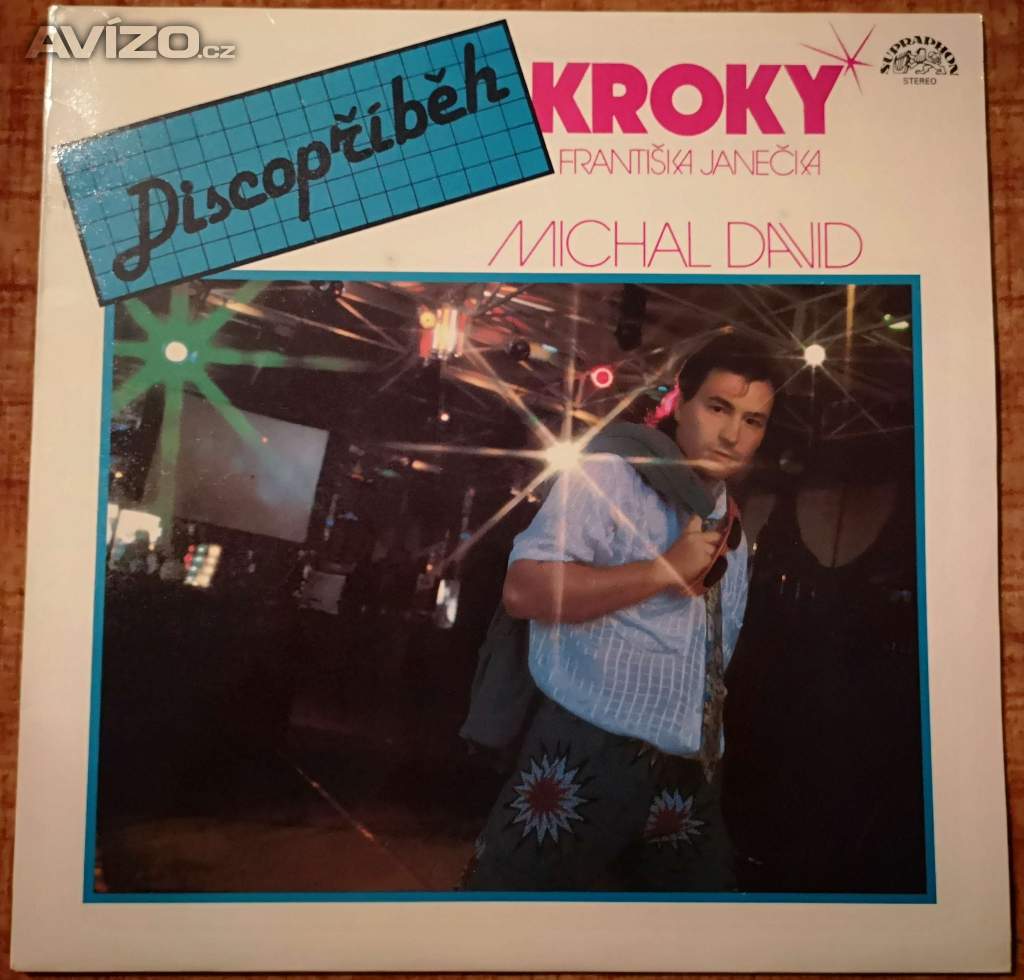 AVÍZO.cz
Discopříběh
KROKY
FRANTIŠKA JANEČKA
MICHAL DAVID
SUPRAPHON
STEREO